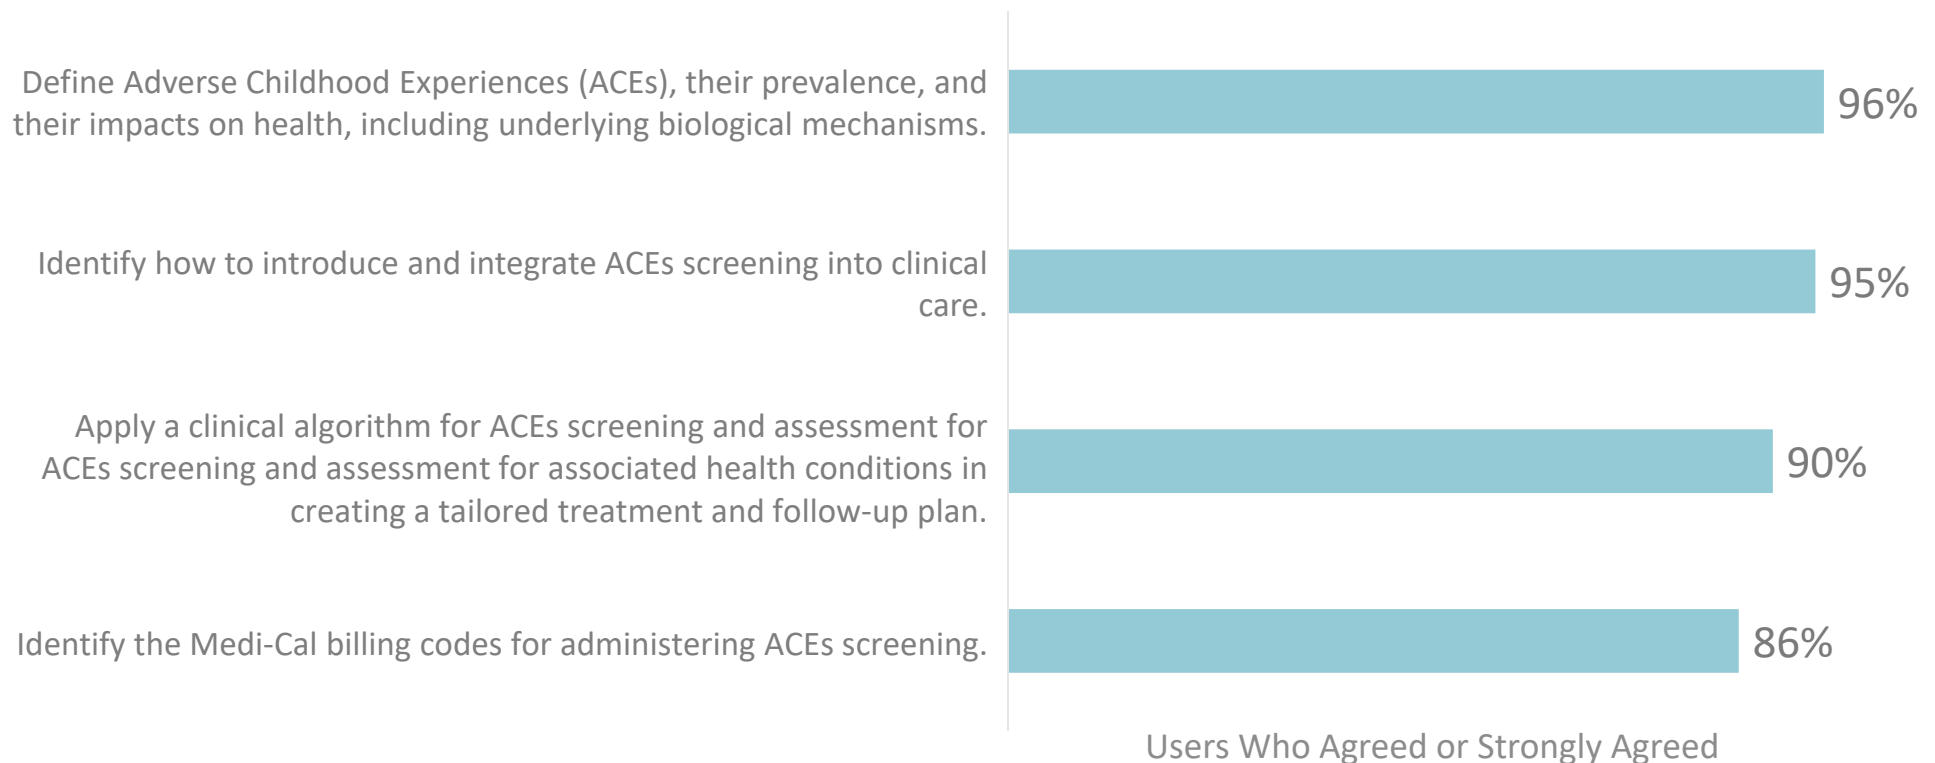 Define Adverse Childhood Experiences (ACEs), their prevalence, and
their impacts on health, including underlying biological mechanisms.
96%
Identify how to introduce and integrate ACEs screening into clinical
care.
95%
Apply a clinical algorithm for ACEs screening and assessment for
ACEs screening and assessment for associated health conditions in
creating a tailored treatment and follow-up plan.
90%
Identify the Medi-Cal billing codes for administering ACEs screening.
86%
Users Who Agreed or Strongly Agreed